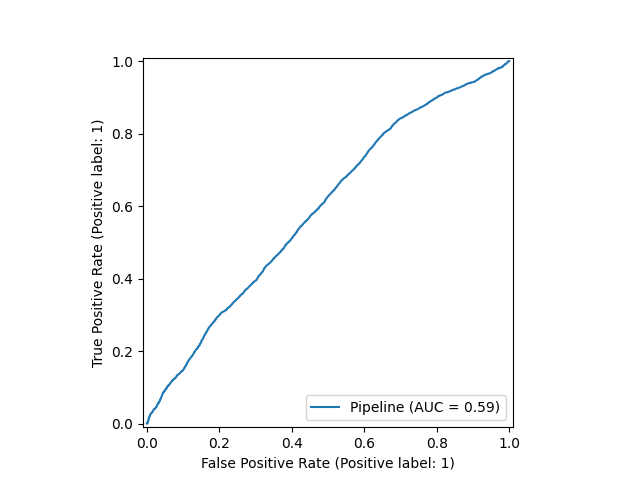 1.0
0.8
0.6
0.4
0.2
0.0
True Positive Rate (Positive label: 1)
Pipeline (AUC = 0.59)
0.0 0.2 0.4 0.6 0.8 1.0
False Positive Rate (Positive label: 1)